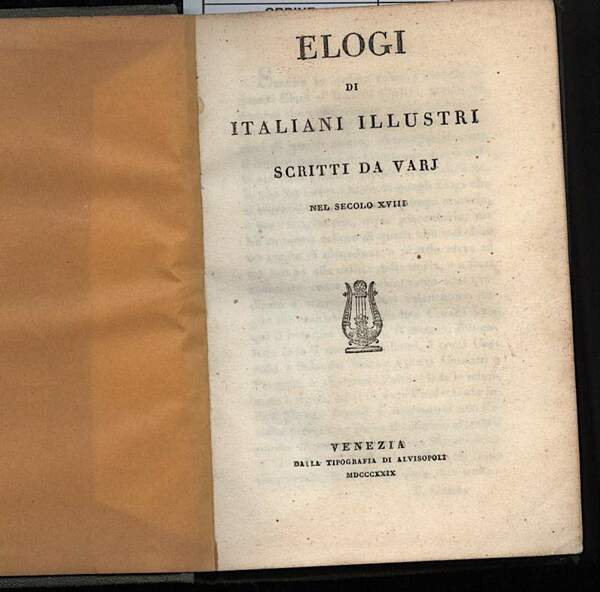 ELOGI
DI
ITALIANI ILLUSTRI
SCRITTI DA VARJ
NEL SECOLO XVIII
VENEZIA
DALLA TIPOGRAFIA DI ALVISOPOLI
MDCCCXXIX